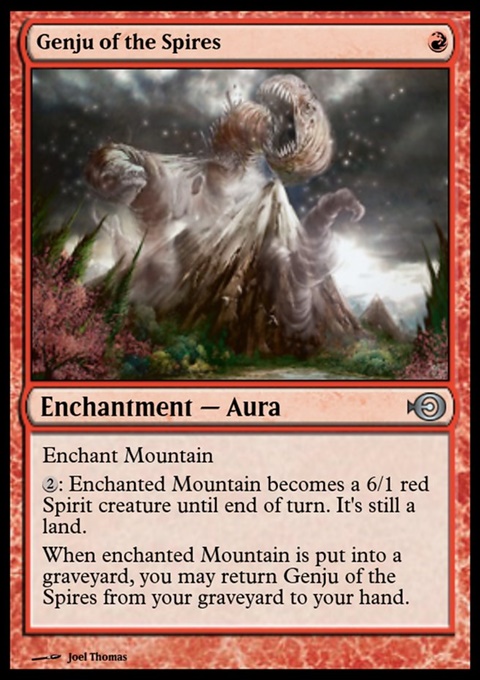 Genju of the Spires
Enchantment — Aura
Enchant Mountain
2: Enchanted Mountain becomes a 6/1 red
Spirit creature until end of turn. It's still a
land.
When enchanted Mountain is put into a
graveyard, you may return Genju of the
Spires from your graveyard to your hand.
Joel Thomas